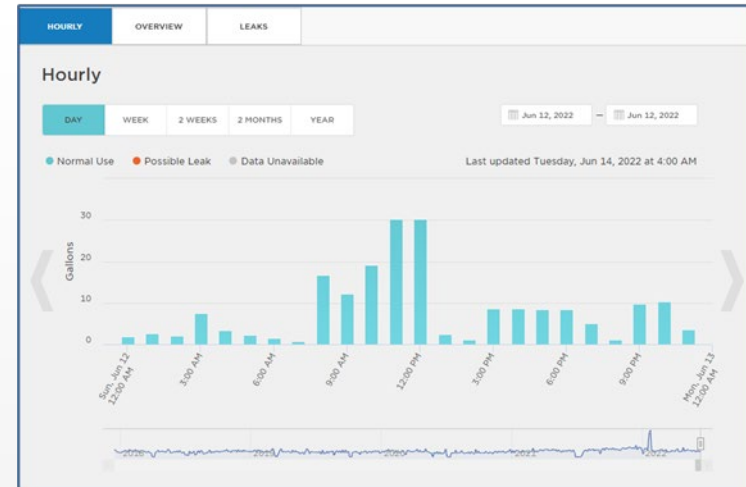 HOURLY OVERVIEW LEAKS
Hourly
DAY WEEK 2 WEEKS 2 MONTHS YEAR
Jun 12, 2022 – Jun 12, 2022
Normal Use Possible Leak Data Unavailable
Last updated Tuesday, Jun 14, 2022 at 4:00 AM
Gallons
30
20
10
0
Sun, Jun 12
12:00 AM
3:00 AM
6:00 AM
9:00 AM
12:00 PM
3:00 PM
6:00 PM
9:00 PM
Mon, Jun 13
12:00 AM
2020
2021
2022